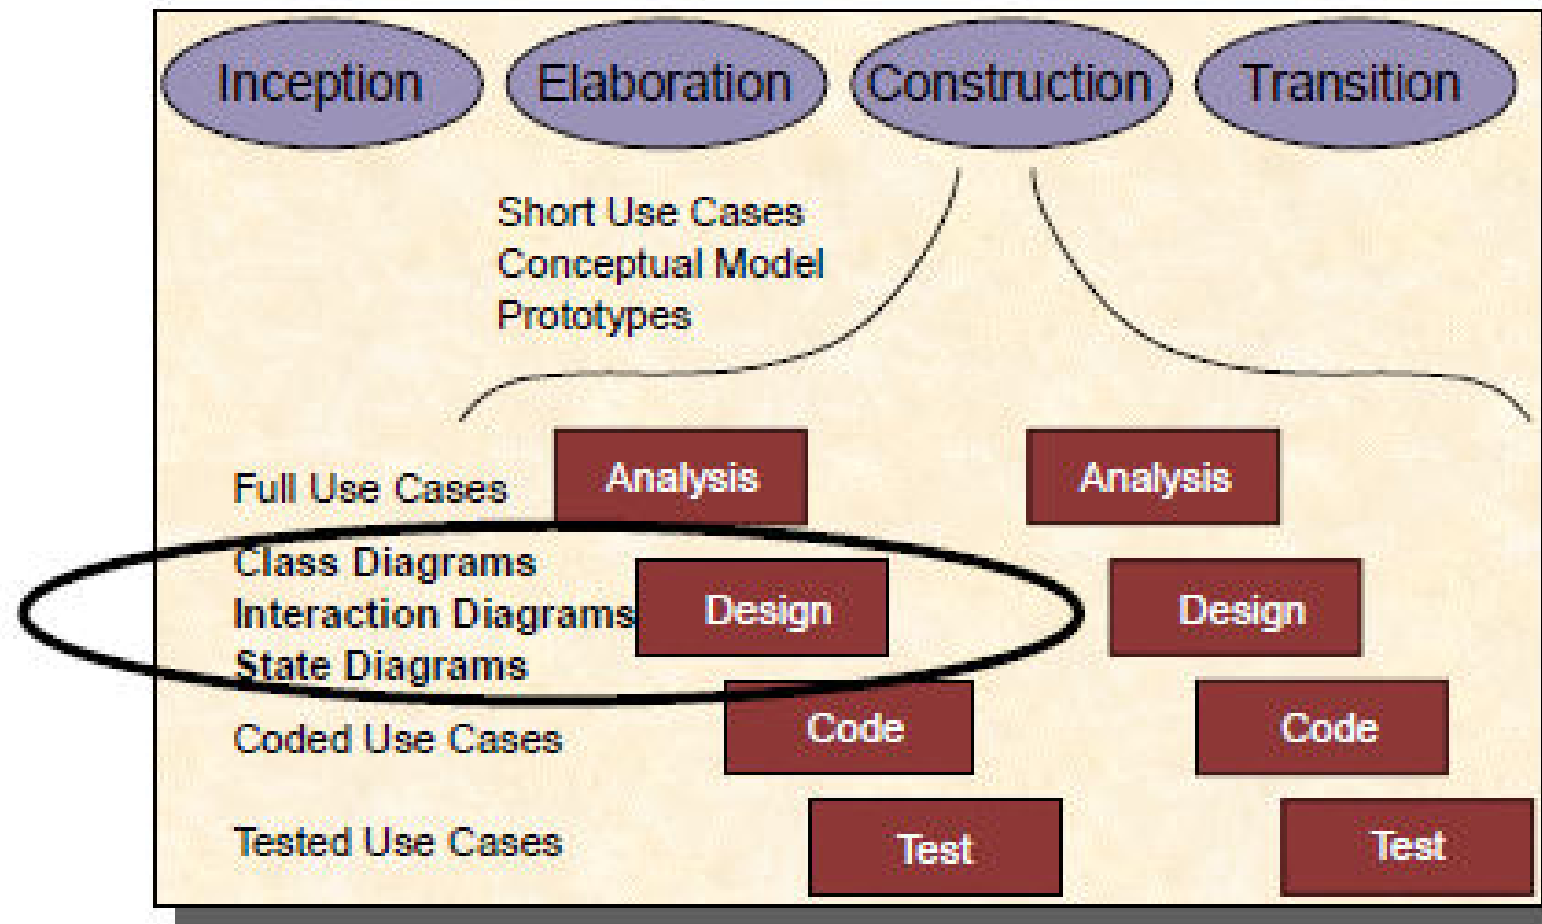 Inception Elaboration Construction Transition
Short Use Cases
Conceptual Model
Prototypes
Full Use Cases Analysis Analysis
Class Diagrams
Interaction Diagrams Design Design
State Diagrams
Coded Use Cases Code Code
Tested Use Cases Test Test